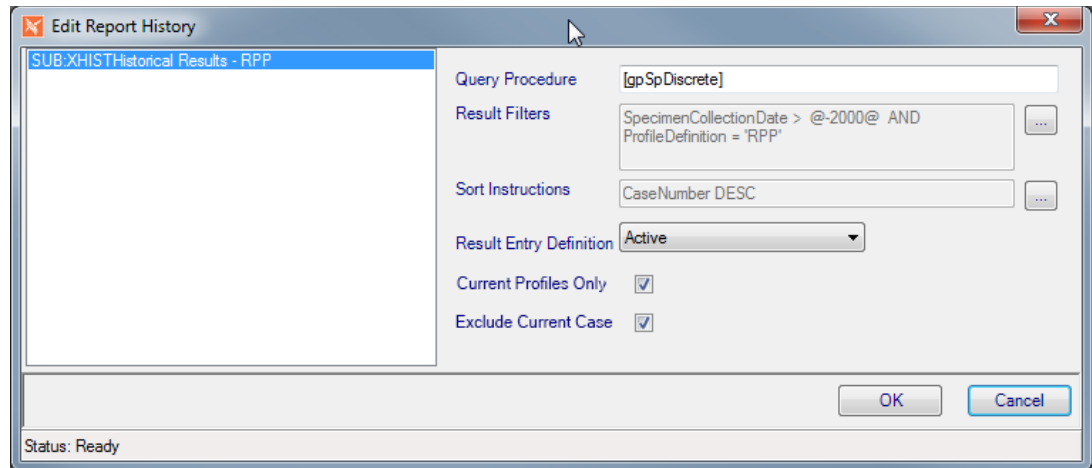 Edit Report History
SUB:XHISTHistorical Results - RPP
Query Procedure
[gpSpDiscrete]
Result Filters
SpecimenCollectionDate > @-2000@ AND
ProfileDefinition = 'RPP'
...
Sort Instructions
CaseNumber DESC
...
Result Entry Definition
Active
Current Profiles Only
Exclude Current Case
OK
Cancel
Status: Ready